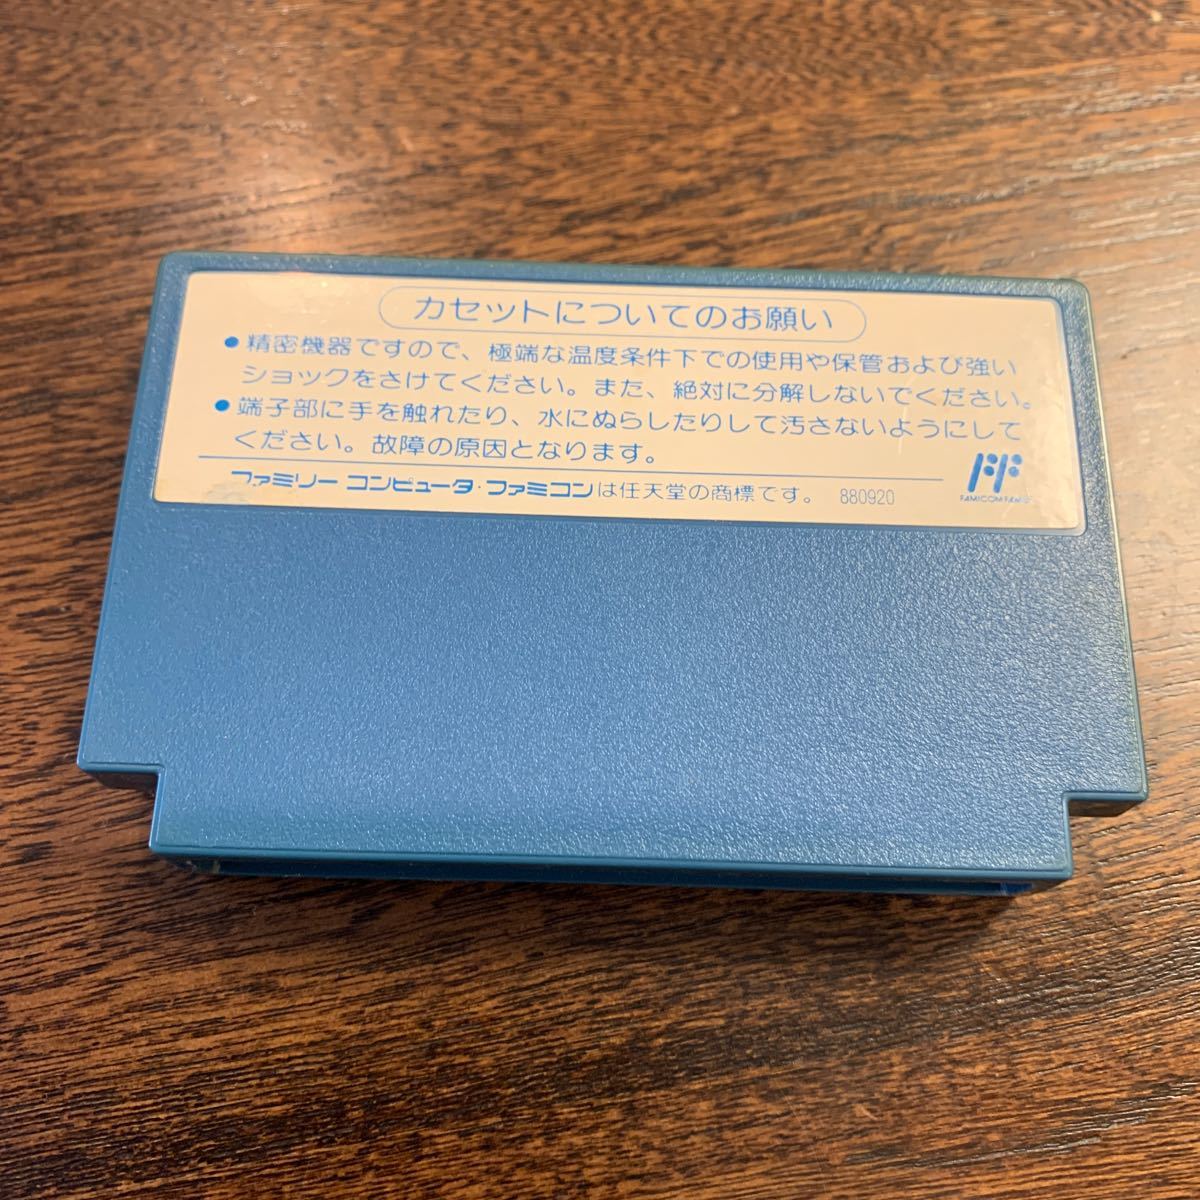 カセットについてのお願い
●精密機器ですので、極端な温度条件下での使用や保管および強い
ショックをさけてください。また、絶対に分解しないでください。
●端子部に手を触れたり、水にぬらしたりして汚さないようにして
ください。故障の原因となります。
ファミリー コンピュータ・ファミコンは任天堂の商標です。 880920
FF
FAMICOM FAMILY